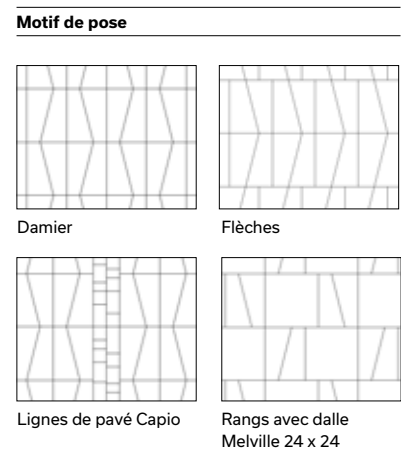 Motif de pose
Damier
Flèches
Lignes de pavé Capio
Rangs avec dalle
Melville 24 x 24